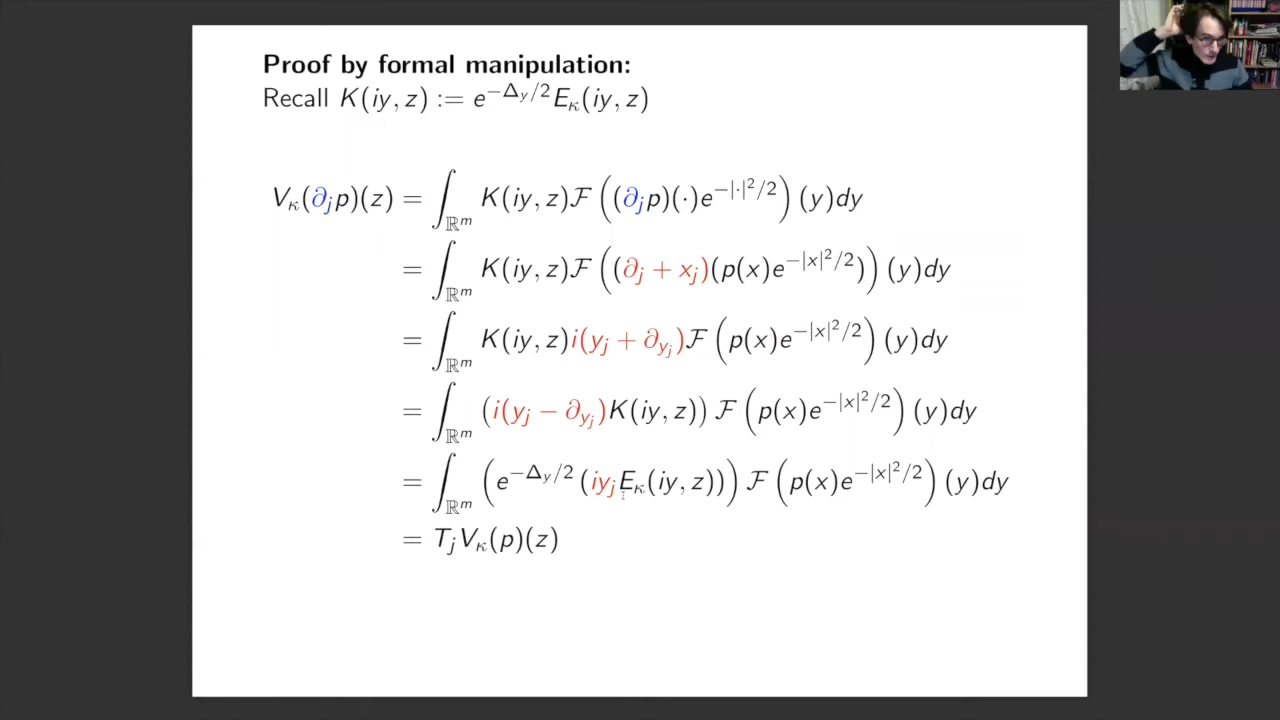 Proof by formal manipulation:
Recall K(iy, z) := e^{−Δ_y/2} E_κ(iy, z)
V_κ(∂_j p)(z) = ∫_{ℝ^m} K(iy, z)ℱ((∂_j p)(·)e^{−|·|²/2})(y)dy
= ∫_{ℝ^m} K(iy, z)ℱ((∂_j + x_j)(p(x)e^{−|x|²/2}))(y)dy
= ∫_{ℝ^m} K(iy, z)i(y_j + ∂_{y_j})ℱ(p(x)e^{−|x|²/2})(y)dy
= ∫_{ℝ^m} (i(y_j − ∂_{y_j})K(iy, z)) ℱ(p(x)e^{−|x|²/2})(y)dy
= ∫_{ℝ^m} (e^{−Δ_y/2}(iy_j E_κ(iy, z))) ℱ(p(x)e^{−|x|²/2})(y)dy
= T_j V_κ(p)(z)